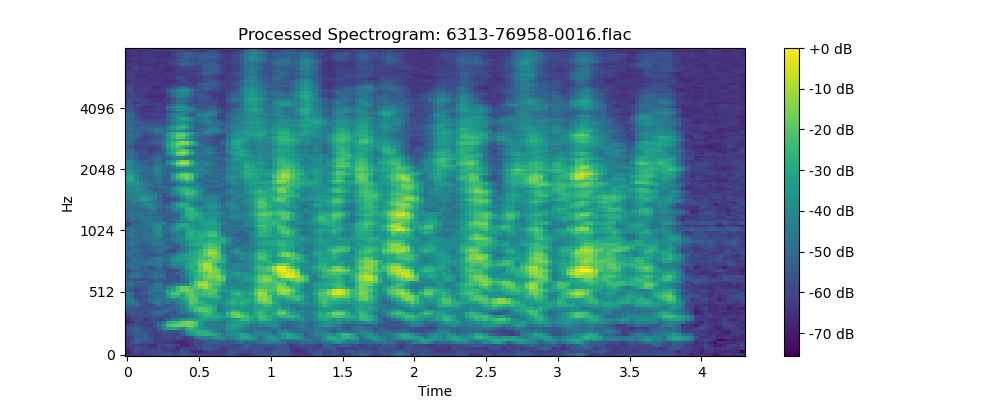 Processed Spectrogram: 6313-76958-0016.flac
+0 dB
4096
-10 dB
-20 dB
2048
-30 dB
Hz
-40 dB
1024
-50 dB
512
-60 dB
-70 dB
0
0 0.5 1 1.5 2 2.5 3 3.5 4
Time